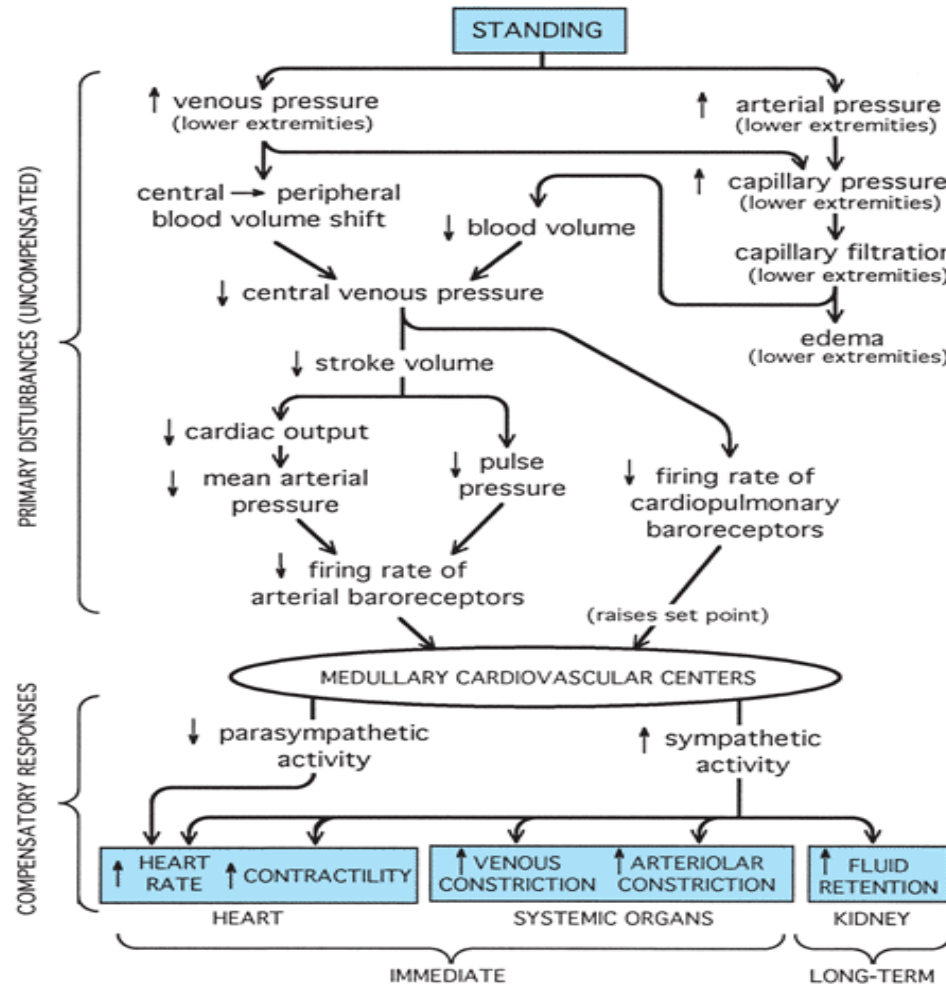 STANDING
↑ venous pressure
(lower extremities)
↑ arterial pressure
(lower extremities)
central → peripheral
blood volume shift
↑ capillary pressure
(lower extremities)
↓ blood volume
capillary filtration
(lower extremities)
↓ central venous pressure
edema
(lower extremities)
↓ stroke volume
↓ cardiac output
↓ mean arterial
pressure
↓ pulse
pressure
↓ firing rate of
cardiopulmonary
baroreceptors
↓ firing rate of
arterial baroreceptors
(raises set point)
PRIMARY DISTURBANCES (UNCOMPENSATED)
MEDULLARY CARDIOVASCULAR CENTERS
↓ parasympathetic
activity
↑ sympathetic
activity
COMPENSATORY RESPONSES
↑ HEART
RATE
↑ CONTRACTILITY
↑ VENOUS
CONSTRICTION
↑ ARTERIOLAR
CONSTRICTION
↑ FLUID
RETENTION
HEART
SYSTEMIC ORGANS
KIDNEY
IMMEDIATE
LONG-TERM